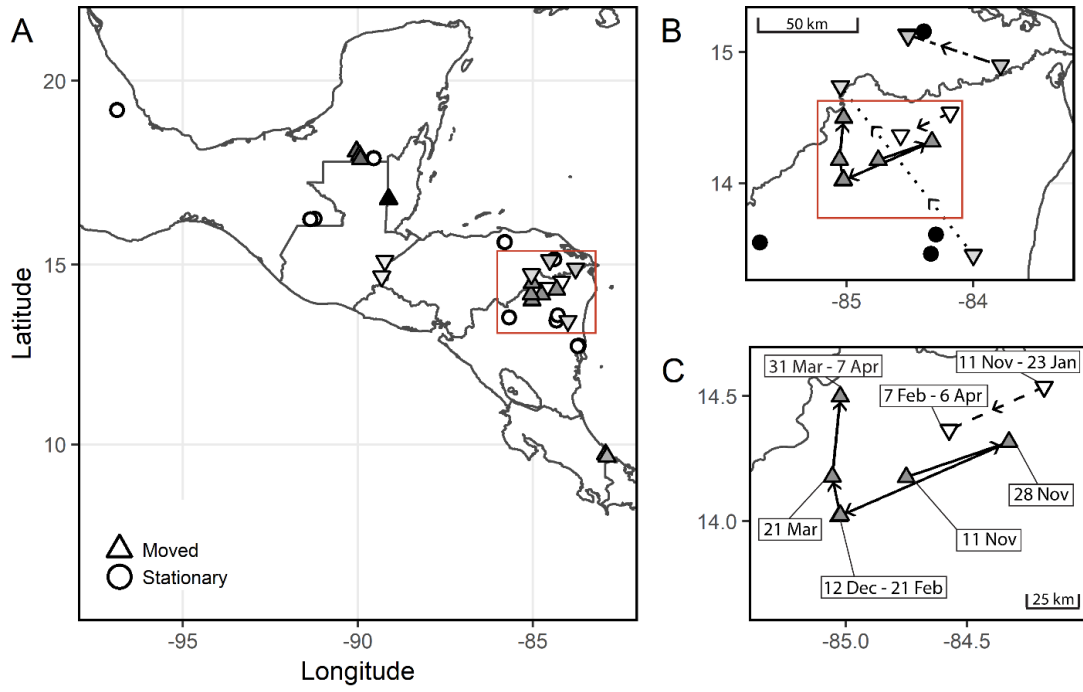 A
20
15
10
Latitude
Moved
Stationary
-95
-90
-85
Longitude
B
50 km
15
14
-85
-84
C
31 Mar - 7 Apr
11 Nov - 23 Jan
7 Feb - 6 Apr
14.5
28 Nov
21 Mar
11 Nov
14.0
12 Dec - 21 Feb
25 km
-85.0
-84.5